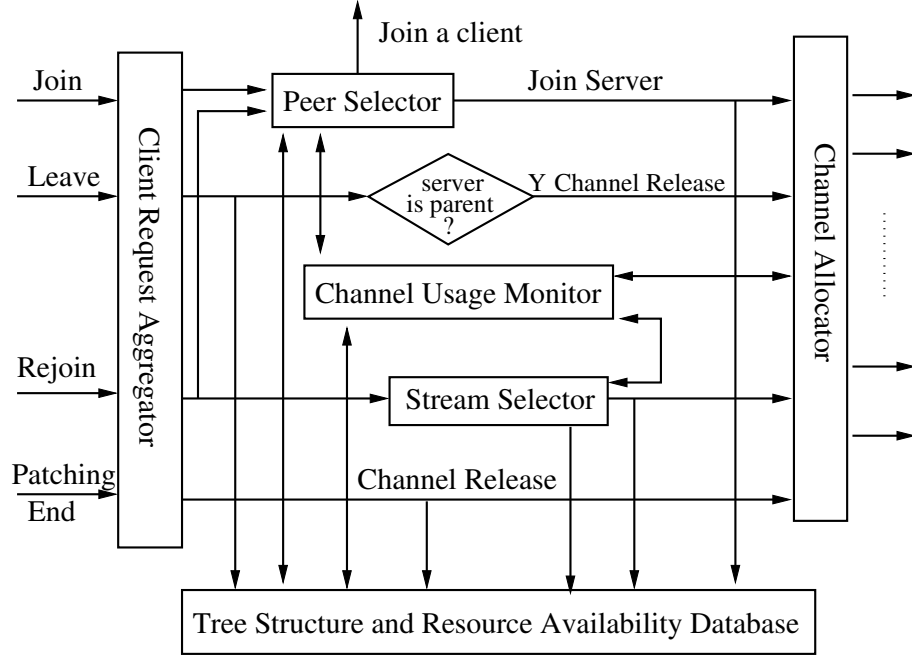 Join a client
Join
Peer Selector
Join Server
Client Request Aggregator
Channel Allocator
Leave
server
is parent
?
Y Channel Release
Channel Usage Monitor
Rejoin
Stream Selector
Patching
End
Channel Release
Tree Structure and Resource Availability Database